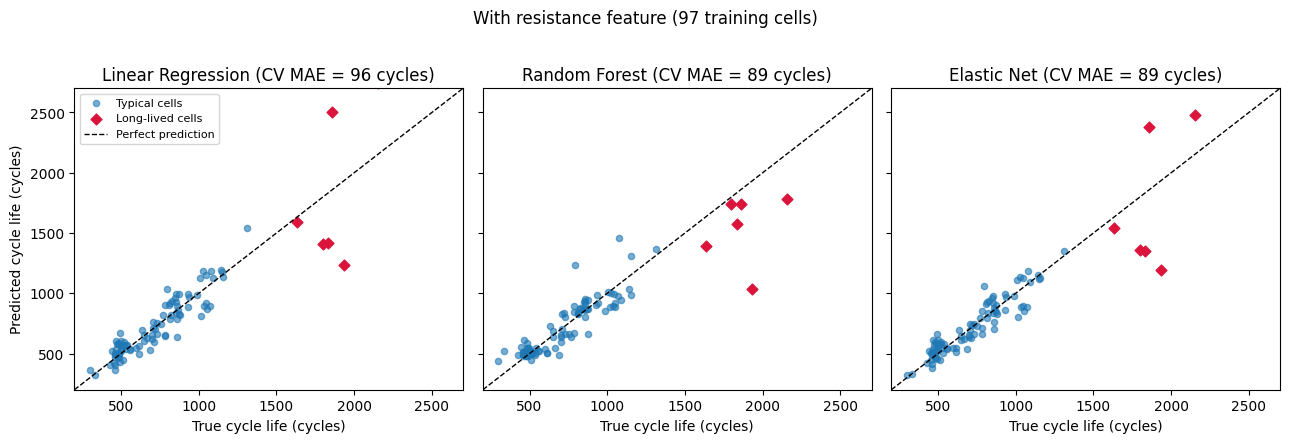 With resistance feature (97 training cells)
Linear Regression (CV MAE = 96 cycles)
Random Forest (CV MAE = 89 cycles)
Elastic Net (CV MAE = 89 cycles)
Typical cells
Long-lived cells
Perfect prediction
Predicted cycle life (cycles)
2500
2000
1500
1000
500
500 1000 1500 2000 2500
500 1000 1500 2000 2500
500 1000 1500 2000 2500
True cycle life (cycles)
True cycle life (cycles)
True cycle life (cycles)